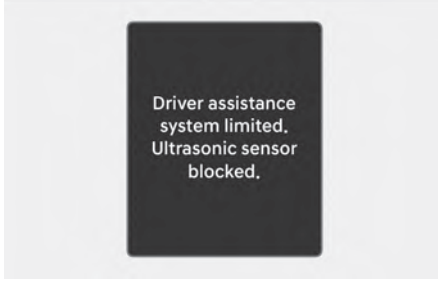 Driver assistance
system limited.
Ultrasonic sensor
blocked.